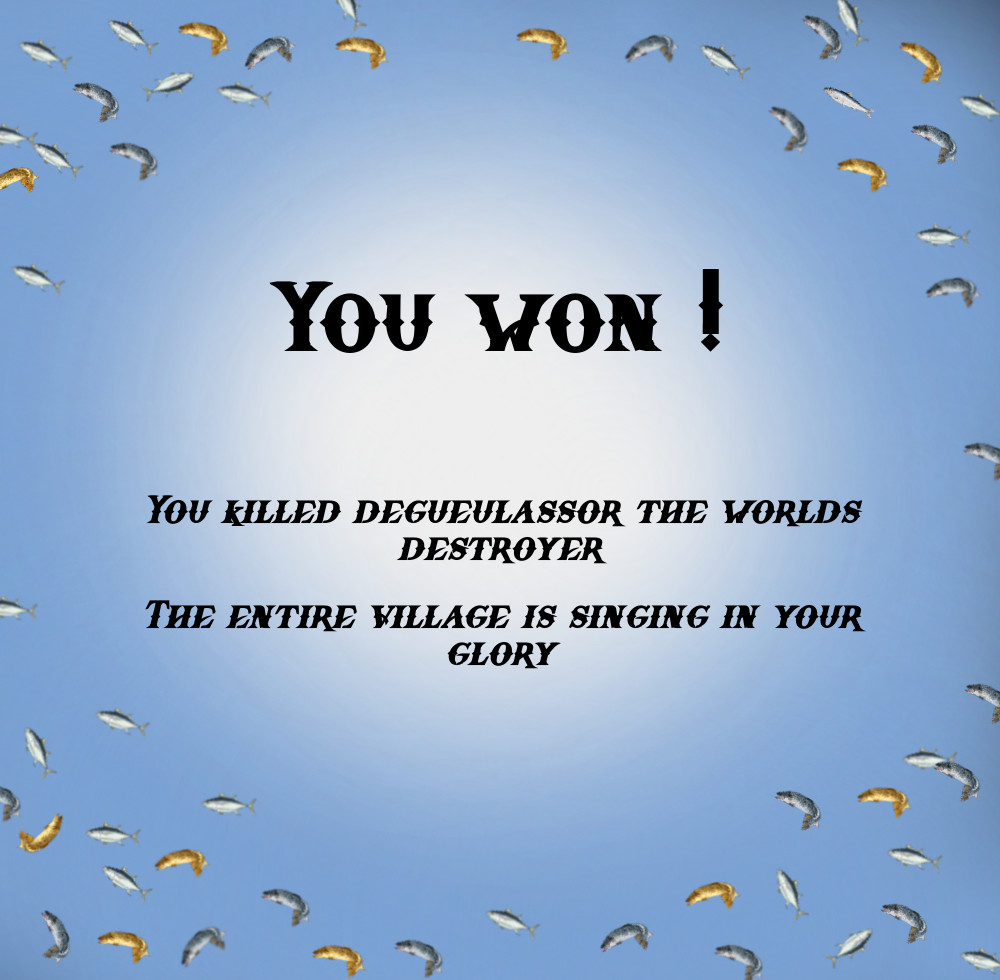 You won !
You killed degueulassor the worlds
destroyer
The entire village is singing in your
glory